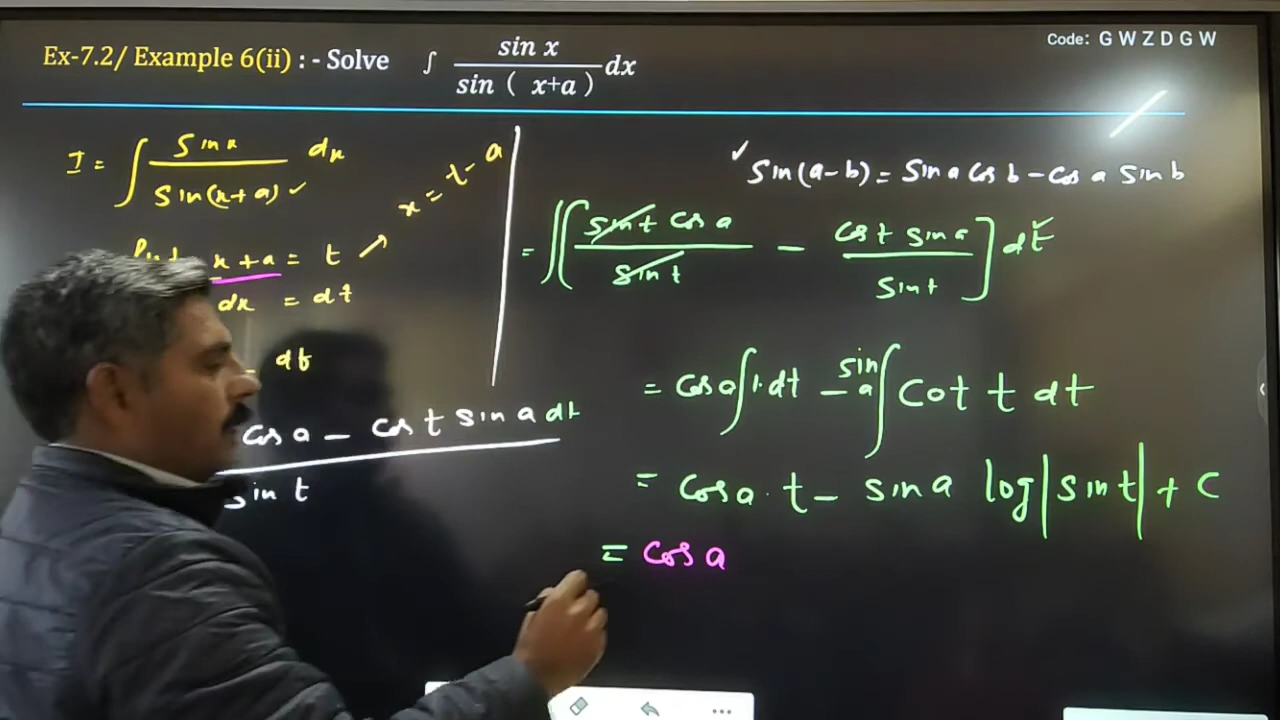 Ex-7.2/ Example 6(ii) : - Solve ∫ sin x / sin ( x+a ) dx
Code: G W Z D G W
I = ∫ Sin x / Sin(x+a) ✓ dx
x+a = t → x = t - a
dx = dt
dt
cos a - cos t sin a dt
sin t
✓ Sin(a-b) = Sin a Cos b - Cos a Sin b
= ∫[ sin t cos a / sin t - cos t sin a / sin t ] dt
= cos a ∫ 1. dt - sin a ∫ Cot t dt
= cos a . t - sin a log |sin t| + C
= cos a